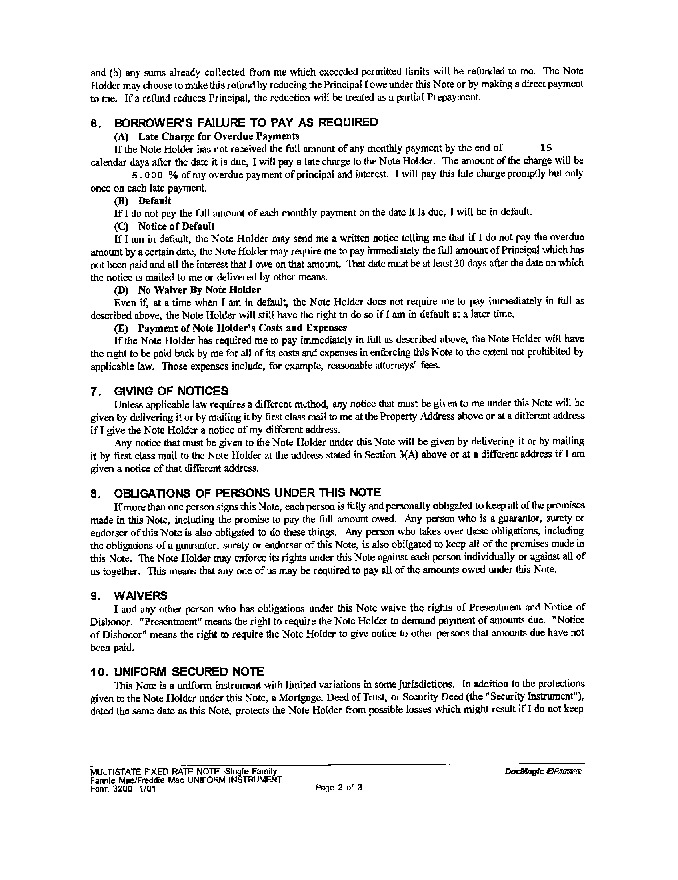 and (b) any sums already collected from me which exceeded permitted limits will be refunded to me. The Note
Holder may choose to make this refund by reducing the Principal I owe under this Note or by making a direct payment
to me. If a refund reduces Principal, the reduction will be treated as a partial Prepayment.
6. BORROWER'S FAILURE TO PAY AS REQUIRED
(A) Late Charge for Overdue Payments
If the Note Holder has not received the full amount of any monthly payment by the end of 15
calendar days after the date it is due, I will pay a late charge to the Note Holder. The amount of the charge will be
5.000 % of my overdue payment of principal and interest. I will pay this late charge promptly but only
once on each late payment.
(B) Default
If I do not pay the full amount of each monthly payment on the date it is due, I will be in default.
(C) Notice of Default
If I am in default, the Note Holder may send me a written notice telling me that if I do not pay the overdue
amount by a certain date, the Note Holder may require me to pay immediately the full amount of Principal which has
not been paid and all the interest that I owe on that amount. That date must be at least 30 days after the date on which
the notice is mailed to me or delivered by other means.
(D) No Waiver By Note Holder
Even if, at a time when I am in default, the Note Holder does not require me to pay immediately in full as
described above, the Note Holder will still have the right to do so if I am in default at a later time.
(E) Payment of Note Holder's Costs and Expenses
If the Note Holder has required me to pay immediately in full as described above, the Note Holder will have
the right to be paid back by me for all of its costs and expenses in enforcing this Note to the extent not prohibited by
applicable law. Those expenses include, for example, reasonable attorneys' fees.
7. GIVING OF NOTICES
Unless applicable law requires a different method, any notice that must be given to me under this Note will be
given by delivering it or by mailing it by first class mail to me at the Property Address above or at a different address
if I give the Note Holder a notice of my different address.
Any notice that must be given to the Note Holder under this Note will be given by delivering it or by mailing
it by first class mail to the Note Holder at the address stated in Section 3(A) above or at a different address if I am
given a notice of that different address.
8. OBLIGATIONS OF PERSONS UNDER THIS NOTE
If more than one person signs this Note, each person is fully and personally obligated to keep all of the promises
made in this Note, including the promise to pay the full amount owed. Any person who is a guarantor, surety or
endorser of this Note is also obligated to do these things. Any person who takes over these obligations, including
the obligations of a guarantor, surety or endorser of this Note, is also obligated to keep all of the promises made in
this Note. The Note Holder may enforce its rights under this Note against each person individually or against all of
us together. This means that any one of us may be required to pay all of the amounts owed under this Note.
9. WAIVERS
I and any other person who has obligations under this Note waive the rights of Presentment and Notice of
Dishonor. "Presentment" means the right to require the Note Holder to demand payment of amounts due. "Notice
of Dishonor" means the right to require the Note Holder to give notice to other persons that amounts due have not
been paid.
10. UNIFORM SECURED NOTE
This Note is a uniform instrument with limited variations in some jurisdictions. In addition to the protections
given to the Note Holder under this Note, a Mortgage, Deed of Trust, or Security Deed (the "Security Instrument"),
dated the same date as this Note, protects the Note Holder from possible losses which might result if I do not keep
MULTISTATE FIXED RATE NOTE Single Family
Fannie Mae/Freddie Mac UNIFORM INSTRUMENT
Form 3200 1/01
Page 2 of 3
DocMagic